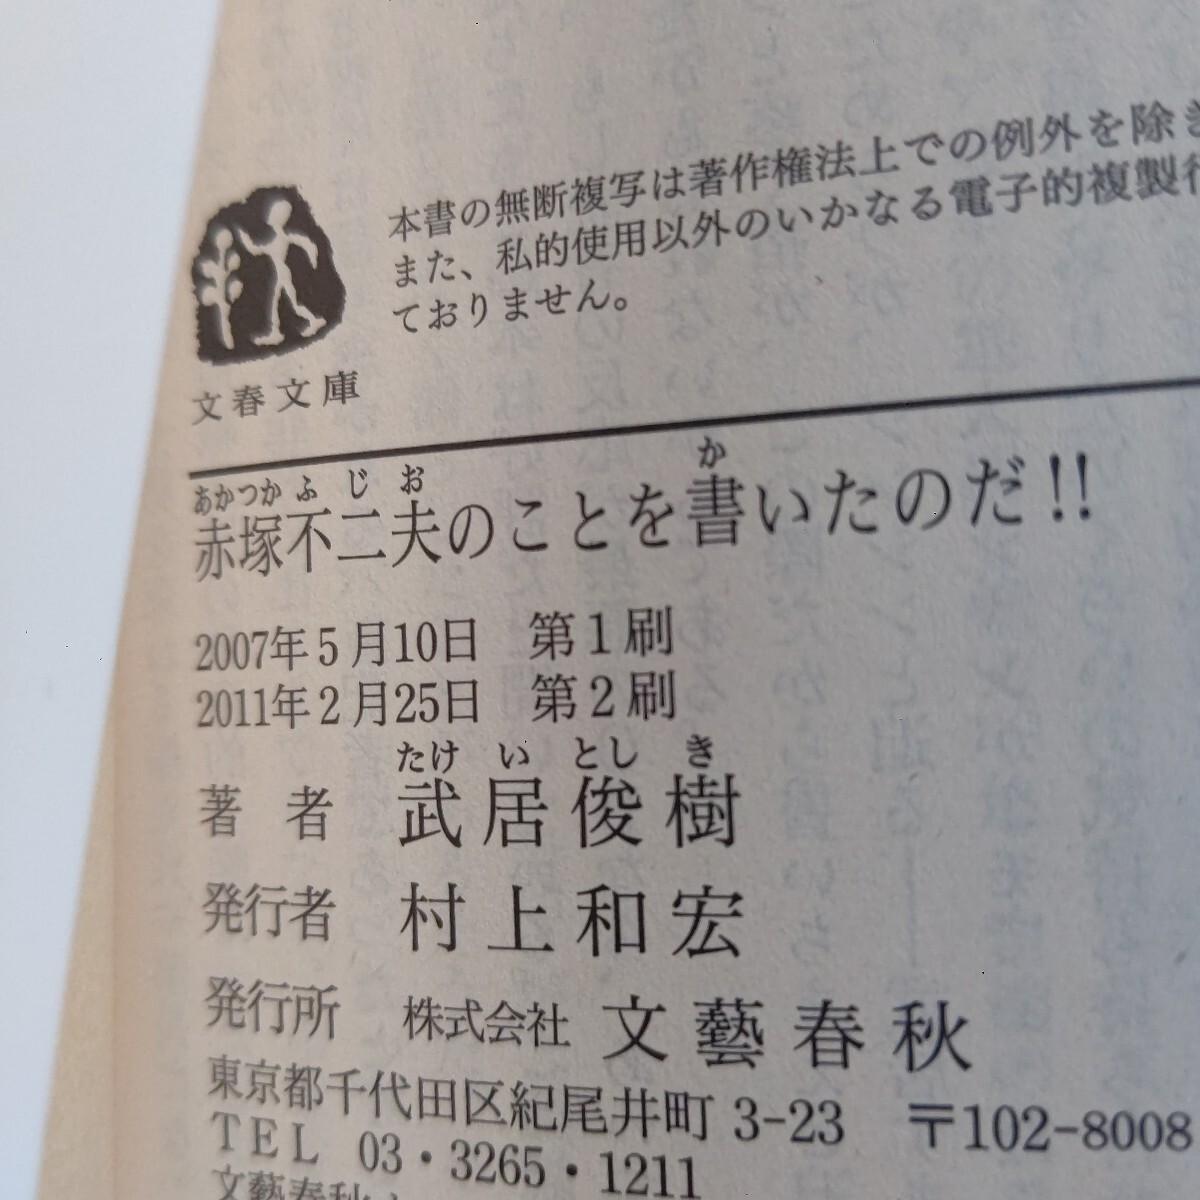 本書の無断複写は著作権法上での例外を除き
また、私的使用以外のいかなる電子的複製行
ておりません。
文春文庫
あかつかふじお か
赤塚不二夫のことを書いたのだ!!
2007年5月10日 第1刷
2011年2月25日 第2刷
たけ い とし き
著者 武居俊樹
発行者 村上和宏
発行所 株式会社 文藝春秋
東京都千代田区紀尾井町 3-23 〒102-8008
TEL 03・3265・1211
文藝春秋